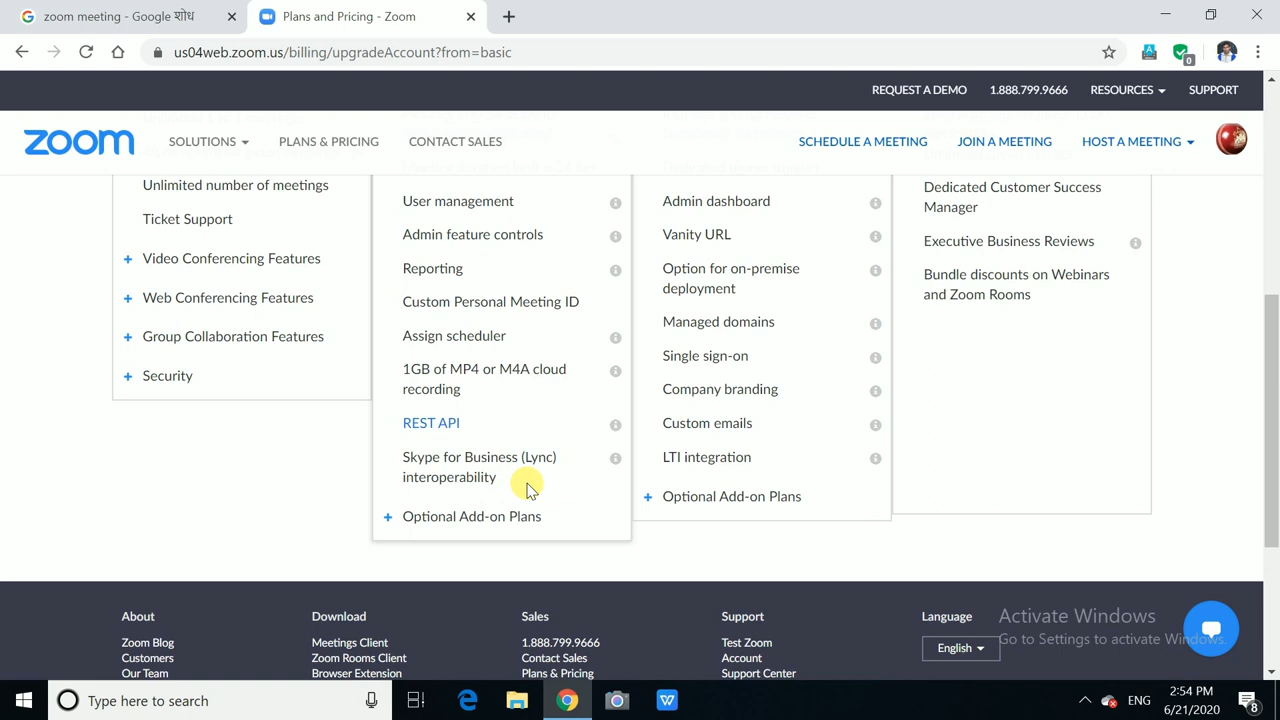 zoom meeting - Google शोध
Plans and Pricing - Zoom
us04web.zoom.us/billing/upgradeAccount?from=basic
0
REQUEST A DEMO
1.888.799.9666
RESOURCES
SUPPORT
zoom
SOLUTIONS
PLANS & PRICING
CONTACT SALES
SCHEDULE A MEETING
JOIN A MEETING
HOST A MEETING
Unlimited number of meetings
Ticket Support
+ Video Conferencing Features
+ Web Conferencing Features
+ Group Collaboration Features
+ Security
User management
Admin feature controls
Reporting
Custom Personal Meeting ID
Assign scheduler
1GB of MP4 or M4A cloud
recording
REST API
Skype for Business (Lync)
interoperability
+ Optional Add-on Plans
Admin dashboard
Vanity URL
Option for on-premise
deployment
Managed domains
Single sign-on
Company branding
Custom emails
LTI integration
+ Optional Add-on Plans
Dedicated Customer Success
Manager
Executive Business Reviews
Bundle discounts on Webinars
and Zoom Rooms
About
Zoom Blog
Customers
Our Team
Download
Meetings Client
Zoom Rooms Client
Browser Extension
Sales
1.888.799.9666
Contact Sales
Plans & Pricing
Support
Test Zoom
Account
Support Center
Language
English
Activate Windows
Go to Settings to activate Windows.
Type here to search
ENG
2:54 PM
6/21/2020
8